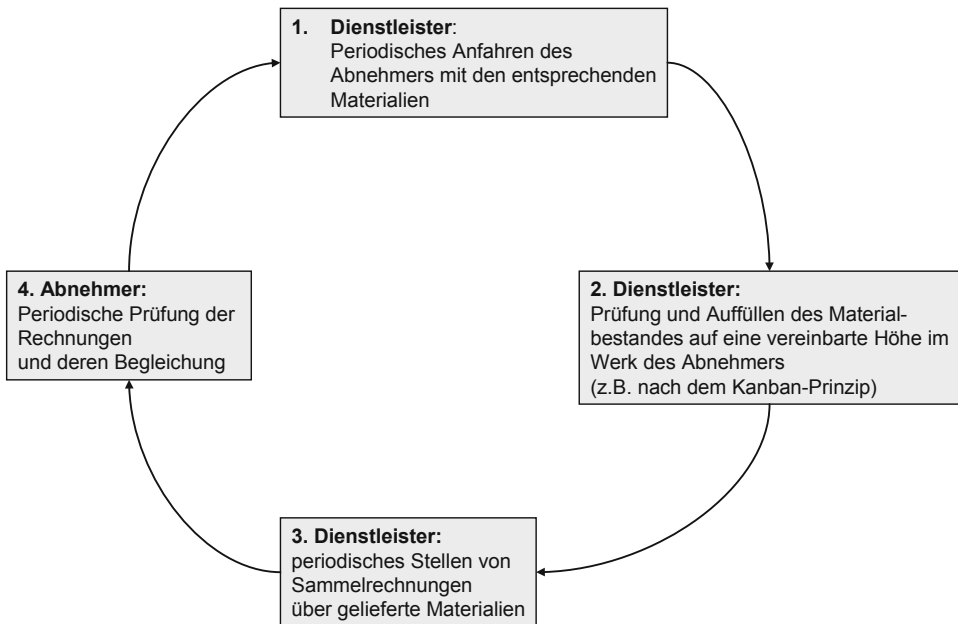 1. Dienstleister:
Periodisches Anfahren des
Abnehmers mit den entsprechenden
Materialien
2. Dienstleister:
Prüfung und Auffüllen des Material-
bestandes auf eine vereinbarte Höhe im
Werk des Abnehmers
(z.B. nach dem Kanban-Prinzip)
3. Dienstleister:
periodisches Stellen von
Sammelrechnungen
über gelieferte Materialien
4. Abnehmer:
Periodische Prüfung der
Rechnungen
und deren Begleichung